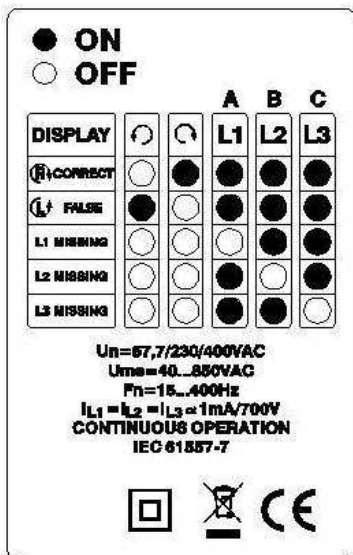 ON
OFF
A B C
DISPLAY L1 L2 L3
R CORRECT
L FALSE
L1 MISSING
L2 MISSING
L3 MISSING
Un=57,7/230/400VAC
Ume=40...850VAC
Fn=15...400Hz
IL1=IL2=IL3∝1mA/700V
CONTINUOUS OPERATION
IEC 61557-7
CE